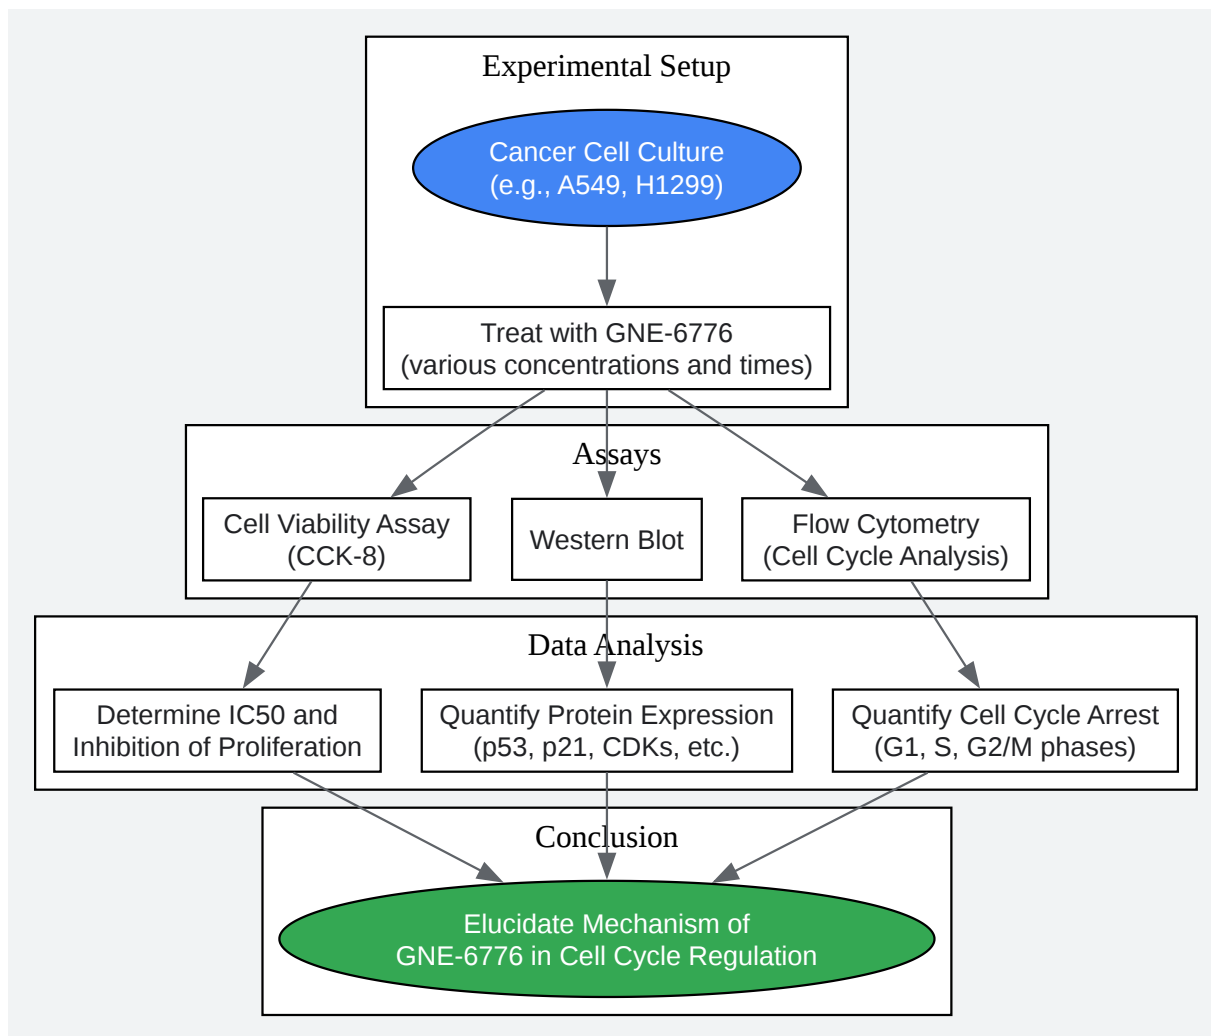 Experimental Setup
Cancer Cell Culture
(e.g., A549, H1299)
Treat with GNE-6776
(various concentrations and times)
Assays
Cell Viability Assay
(CCK-8)
Western Blot
Flow Cytometry
(Cell Cycle Analysis)
Data Analysis
Determine IC50 and
Inhibition of Proliferation
Quantify Protein Expression
(p53, p21, CDKs, etc.)
Quantify Cell Cycle Arrest
(G1, S, G2/M phases)
Conclusion
Elucidate Mechanism of
GNE-6776 in Cell Cycle Regulation